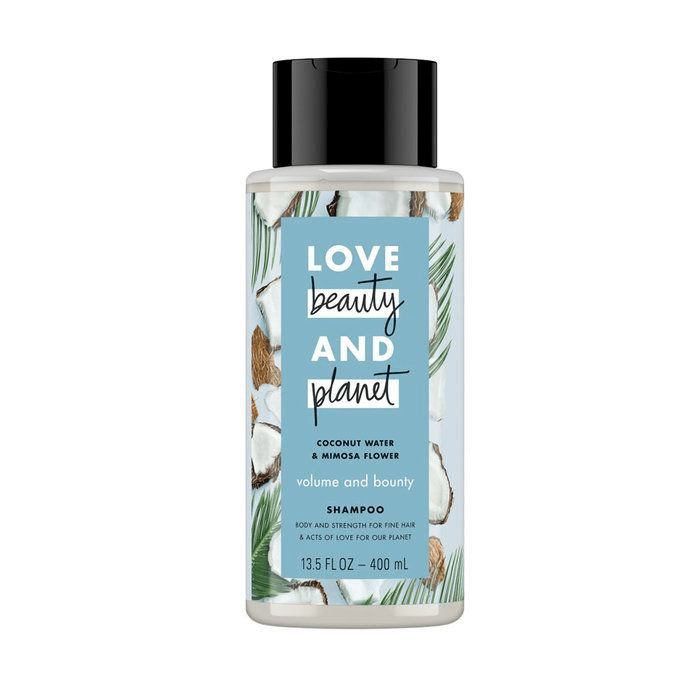 LOVE
beauty
AND
planet
COCONUT WATER
& MIMOSA FLOWER
volume and bounty
SHAMPOO
BODY AND STRENGTH FOR FINE HAIR
& ACTS OF LOVE FOR OUR PLANET
13.5 FL OZ – 400 mL